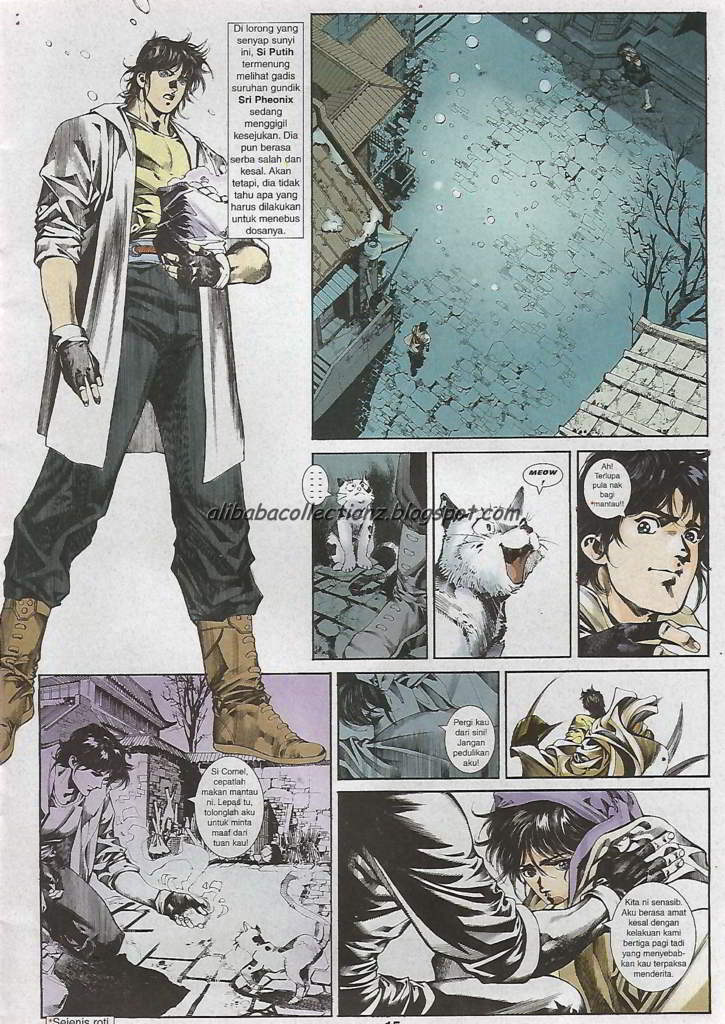 Di lorong yang
senyap sunyi
ini, Si Putih
termenung
melihat gadis
suruhan gundik
Sri Pheonix
sedang
menggigil
kesejukan. Dia
pun berasa
serba salah dan
kesal. Akan
tetapi, dia tidak
tahu apa yang
harus dilakukan
untuk menebus
dosanya.
alibabacollectianz.blogspot.com
MEOW
Ah!
Terlupa
pula nak
bagi
*mantau!!
Si Comel,
cepatlah
makan mantau
ni. Lepas tu,
tolonglah aku
untuk minta
maaf dari
tuan kau!
Pergi kau
dari sini!
Jangan
pedulikan
aku!
Kita ni senasib.
Aku berasa amat
kesal dengan
kelakuan kami
bertiga pagi tadi
yang menyebab-
kan kau terpaksa
menderita.
*Sejenis roti
15